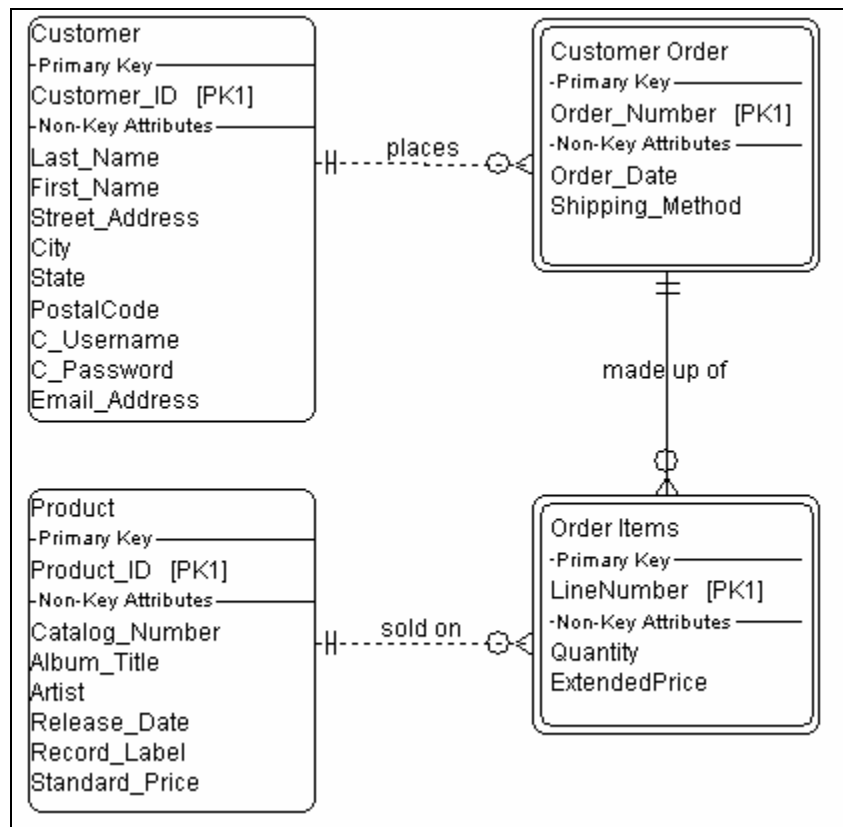 Customer
Primary Key
Customer_ID [PK1]
Non-Key Attributes
Last_Name
First_Name
Street_Address
City
State
PostalCode
C_Username
C_Password
Email_Address
places
Customer Order
Primary Key
Order_Number [PK1]
Non-Key Attributes
Order_Date
Shipping_Method
made up of
Product
Primary Key
Product_ID [PK1]
Non-Key Attributes
Catalog_Number
Album_Title
Artist
Release_Date
Record_Label
Standard_Price
sold on
Order Items
Primary Key
LineNumber [PK1]
Non-Key Attributes
Quantity
ExtendedPrice